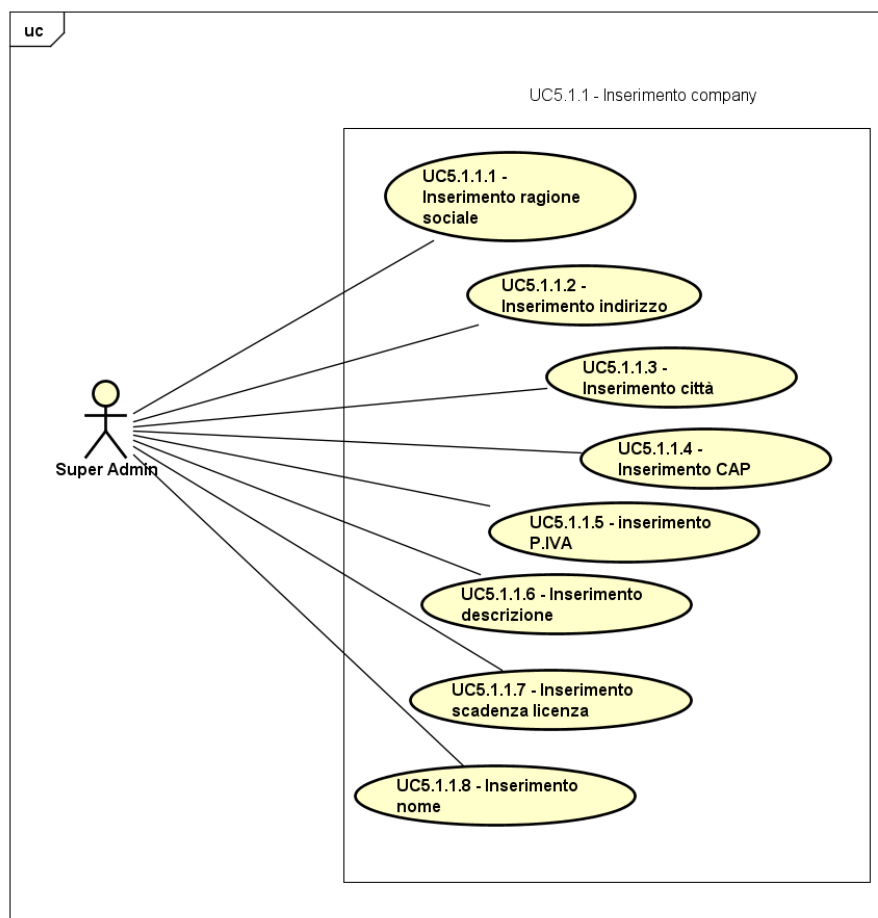 uc
UC5.1.1 - Inserimento company
UC5.1.1.1 -
Inserimento ragione
sociale
UC5.1.1.2 -
Inserimento indirizzo
UC5.1.1.3 -
Inserimento città
Super Admin
UC5.1.1.4 -
Inserimento CAP
UC5.1.1.5 - inserimento
P.IVA
UC5.1.1.6 - Inserimento
descrizione
UC5.1.1.7 - Inserimento
scadenza licenza
UC5.1.1.8 - Inserimento
nome